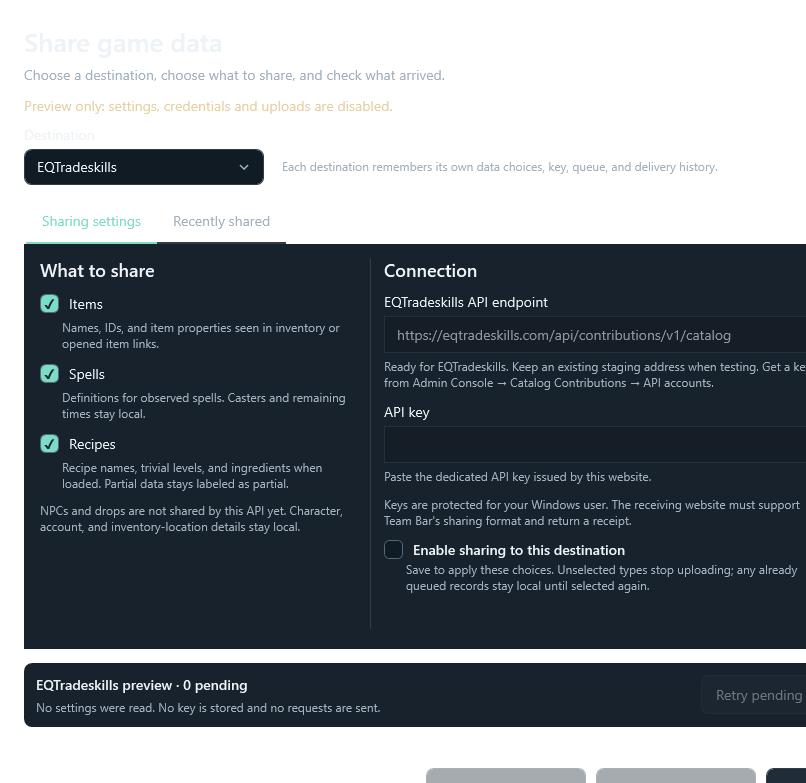 Share game data
Choose a destination, choose what to share, and check what arrived.
Preview only: settings, credentials and uploads are disabled.
Destination
EQTradeskills
Each destination remembers its own data choices, key, queue, and delivery history.
Sharing settings
Recently shared
What to share
Items
Names, IDs, and item properties seen in inventory or
opened item links.
Spells
Definitions for observed spells. Casters and remaining
times stay local.
Recipes
Recipe names, trivial levels, and ingredients when
loaded. Partial data stays labeled as partial.
NPCs and drops are not shared by this API yet. Character,
account, and inventory-location details stay local.
Connection
EQTradeskills API endpoint
https://eqtradeskills.com/api/contributions/v1/catalog
Ready for EQTradeskills. Keep an existing staging address when testing. Get a
from Admin Console → Catalog Contributions → API accounts.
API key
Paste the dedicated API key issued by this website.
Keys are protected for your Windows user. The receiving website must support
Team Bar's sharing format and return a receipt.
Enable sharing to this destination
Save to apply these choices. Unselected types stop uploading; any already
queued records stay local until selected again.
EQTradeskills preview · 0 pending
No settings were read. No key is stored and no requests are sent.
Retry pending